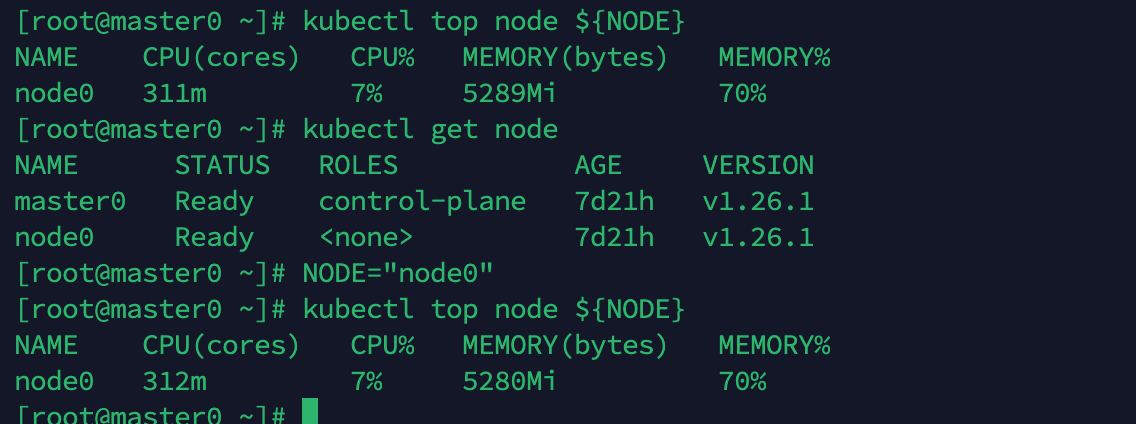 [root@master0 ~]# kubectl top node ${NODE}
NAME    CPU(cores)   CPU%   MEMORY(bytes)   MEMORY%
node0   311m         7%     5289Mi          70%
[root@master0 ~]# kubectl get node
NAME      STATUS   ROLES           AGE     VERSION
master0   Ready    control-plane   7d21h   v1.26.1
node0     Ready    <none>          7d21h   v1.26.1
[root@master0 ~]# NODE="node0"
[root@master0 ~]# kubectl top node ${NODE}
NAME    CPU(cores)   CPU%   MEMORY(bytes)   MEMORY%
node0   312m         7%     5280Mi          70%
[root@master0 ~]#